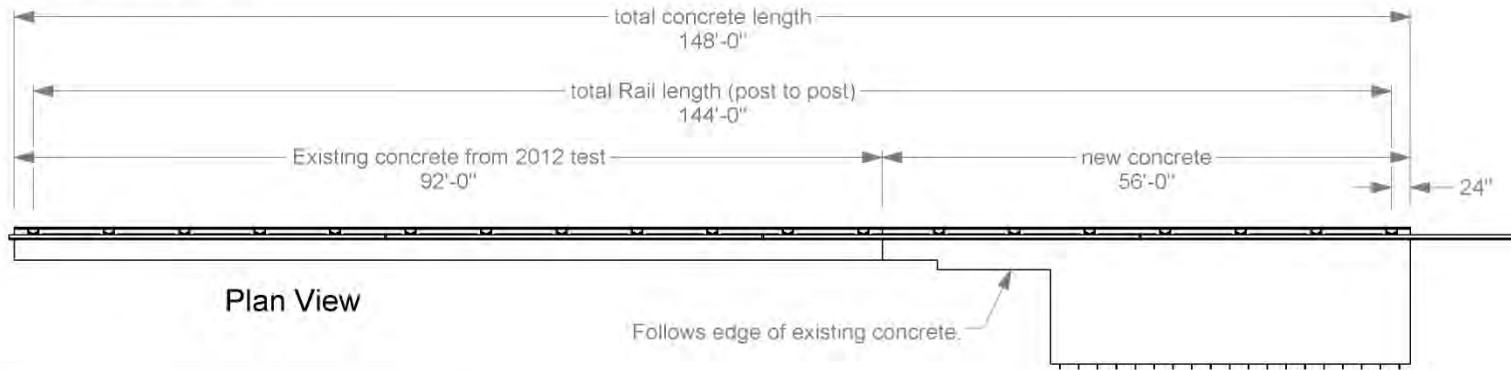 total concrete length
148'-0"
total Rail length (post to post)
144'-0"
Existing concrete from 2012 test
92'-0"
new concrete
56'-0"
24"
Plan View
Follows edge of existing concrete.